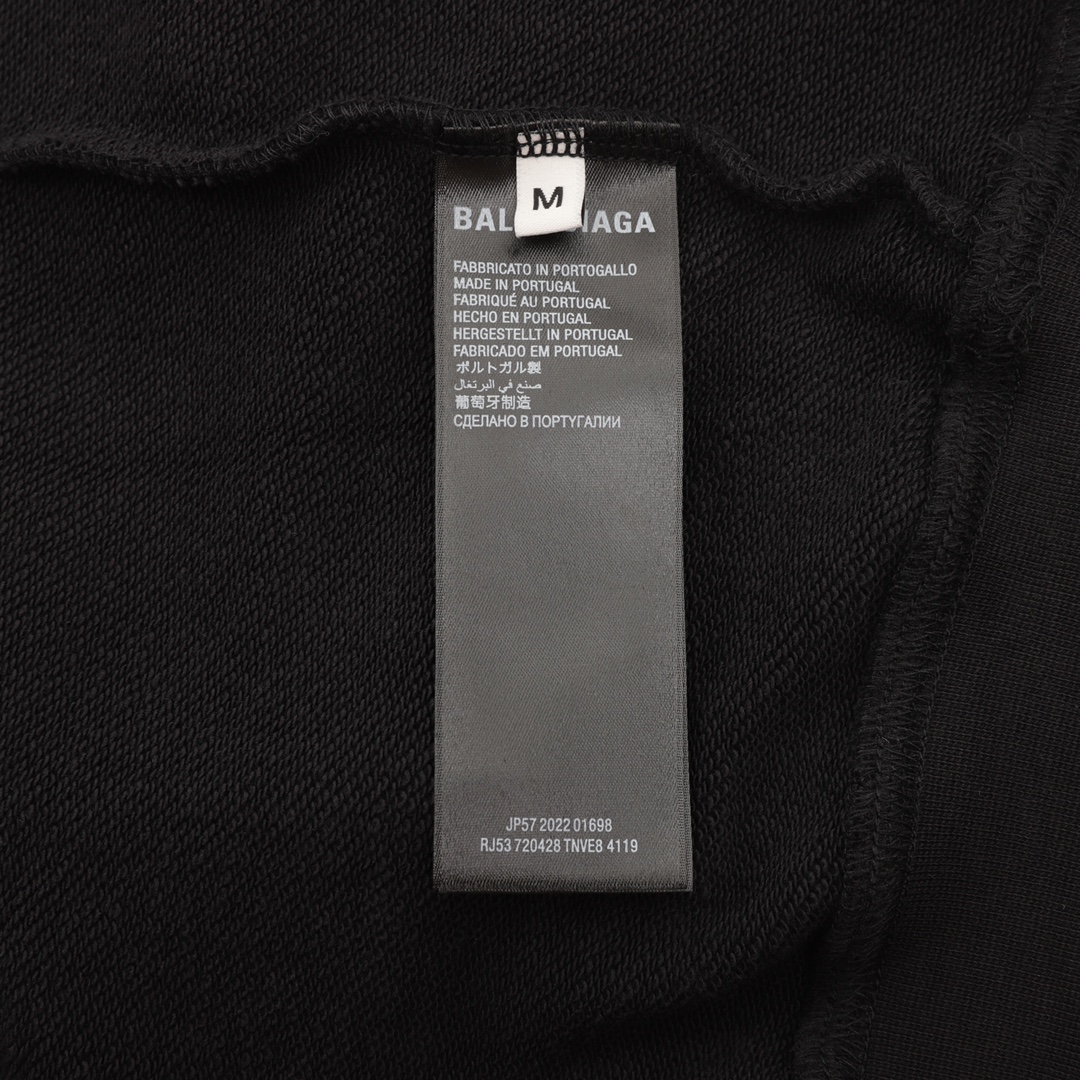 M
BAL NAGA
FABBRICATO IN PORTOGALLO
MADE IN PORTUGAL
FABRIQUÉ AU PORTUGAL
HECHO EN PORTUGAL
HERGESTELLT IN PORTUGAL
FABRICADO EM PORTUGAL
ポルトガル製
صنع في البرتغال
葡萄牙制造
СДЕЛАНО В ПОРТУГАЛИИ
JP57 2022 01698
RJ53 720428 TNVE8 4119